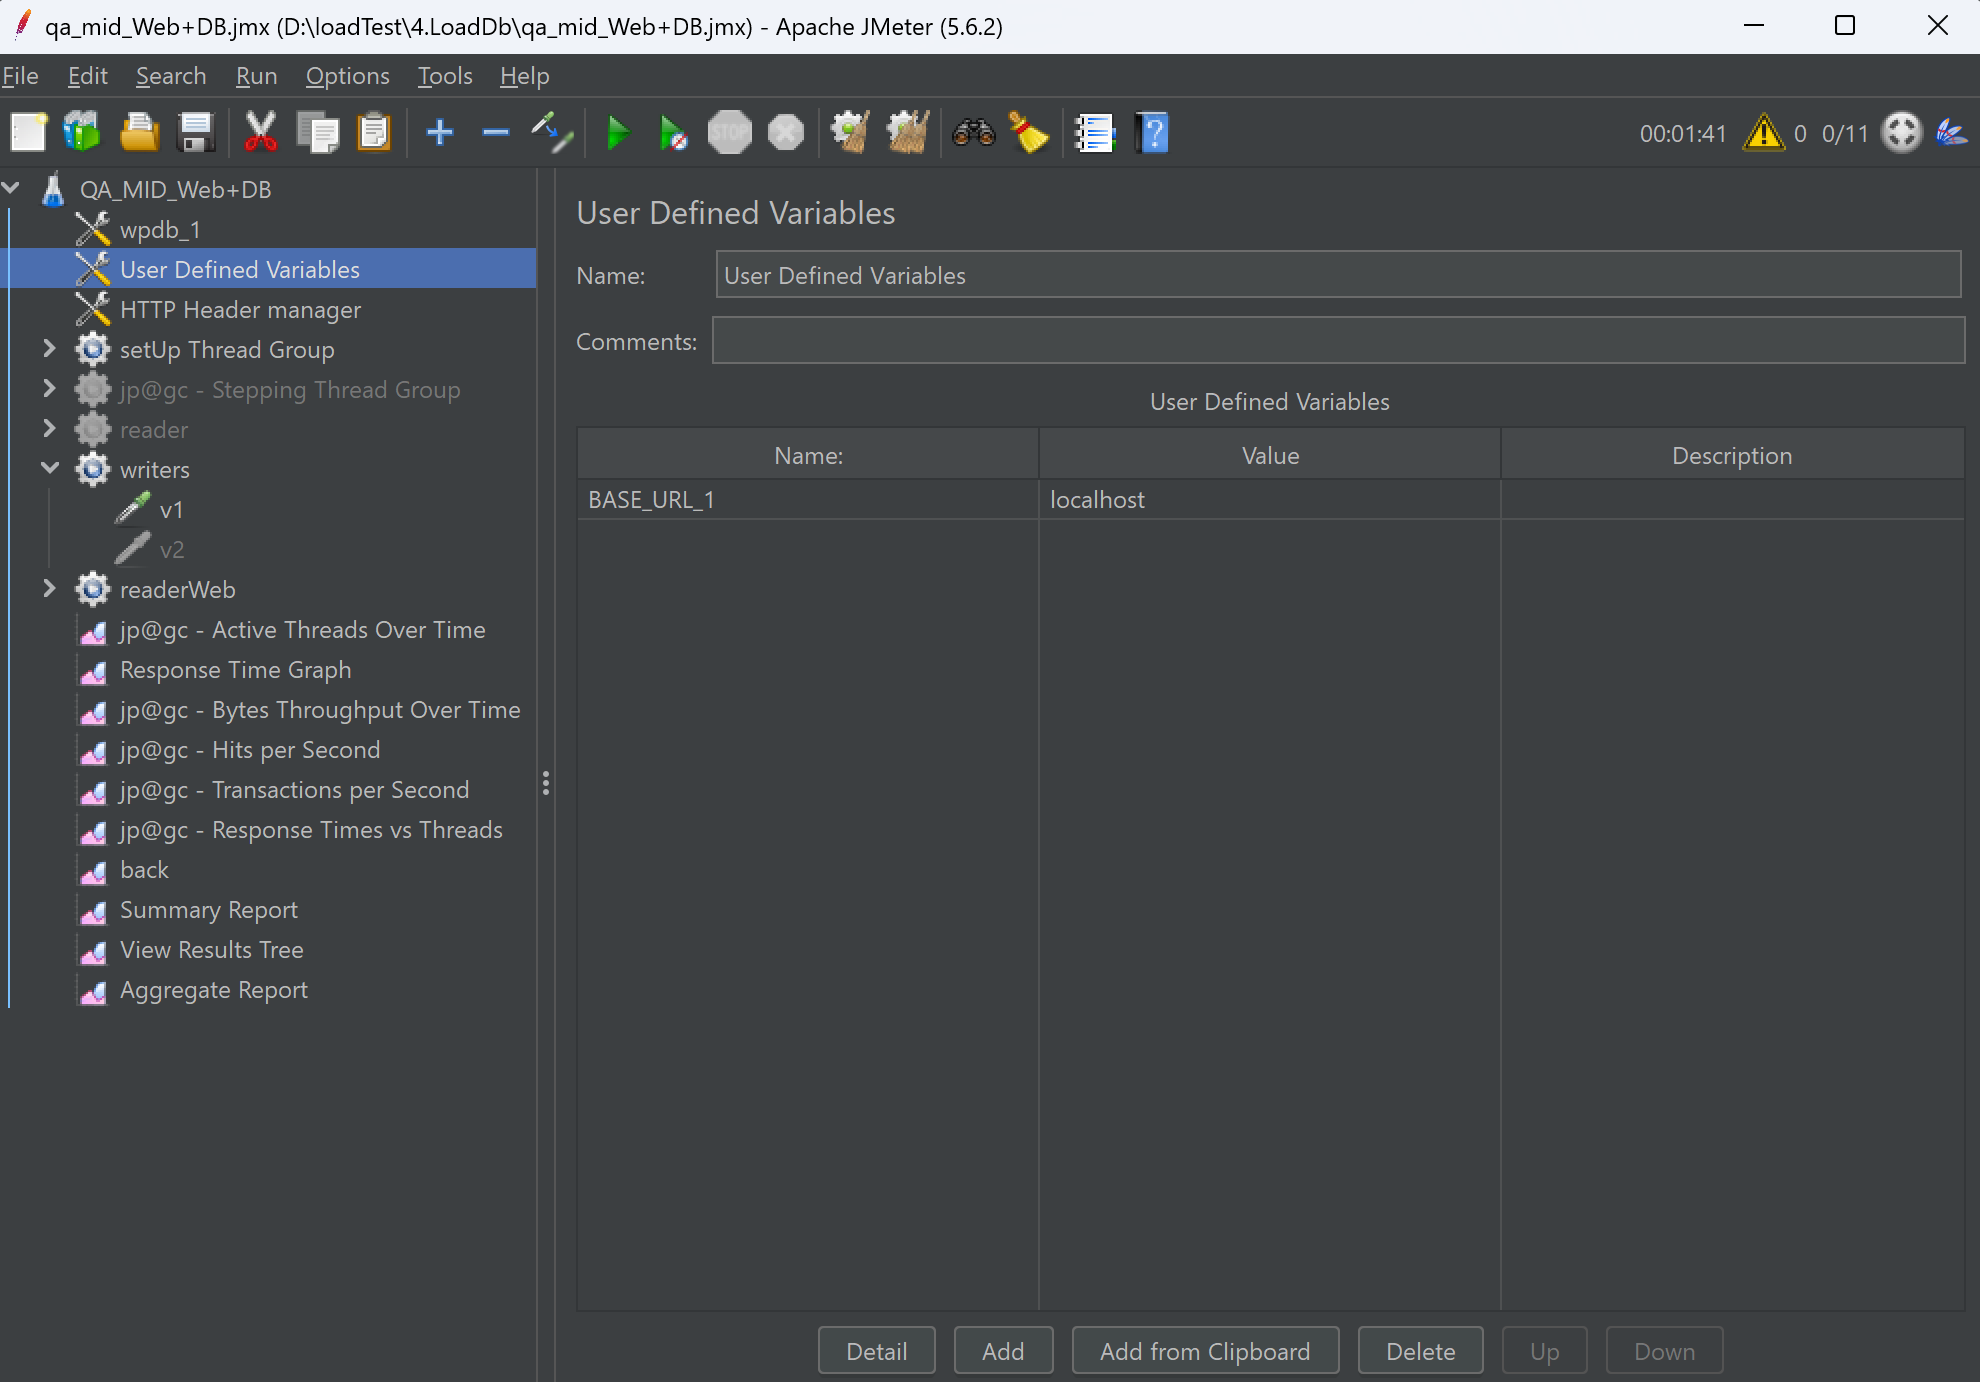 qa_mid_Web+DB.jmx (D:\loadTest\4.LoadDb\qa_mid_Web+DB.jmx) - Apache JMeter (5.6.2)
File Edit Search Run Options Tools Help
STOP
?
00:01:41 0 0/11
QA_MID_Web+DB
wpdb_1
User Defined Variables
HTTP Header manager
setUp Thread Group
jp@gc - Stepping Thread Group
reader
writers
v1
v2
readerWeb
jp@gc - Active Threads Over Time
Response Time Graph
jp@gc - Bytes Throughput Over Time
jp@gc - Hits per Second
jp@gc - Transactions per Second
jp@gc - Response Times vs Threads
back
Summary Report
View Results Tree
Aggregate Report
User Defined Variables
Name: User Defined Variables
Comments:
User Defined Variables
Name: Value Description
BASE_URL_1 localhost
Detail Add Add from Clipboard Delete Up Down